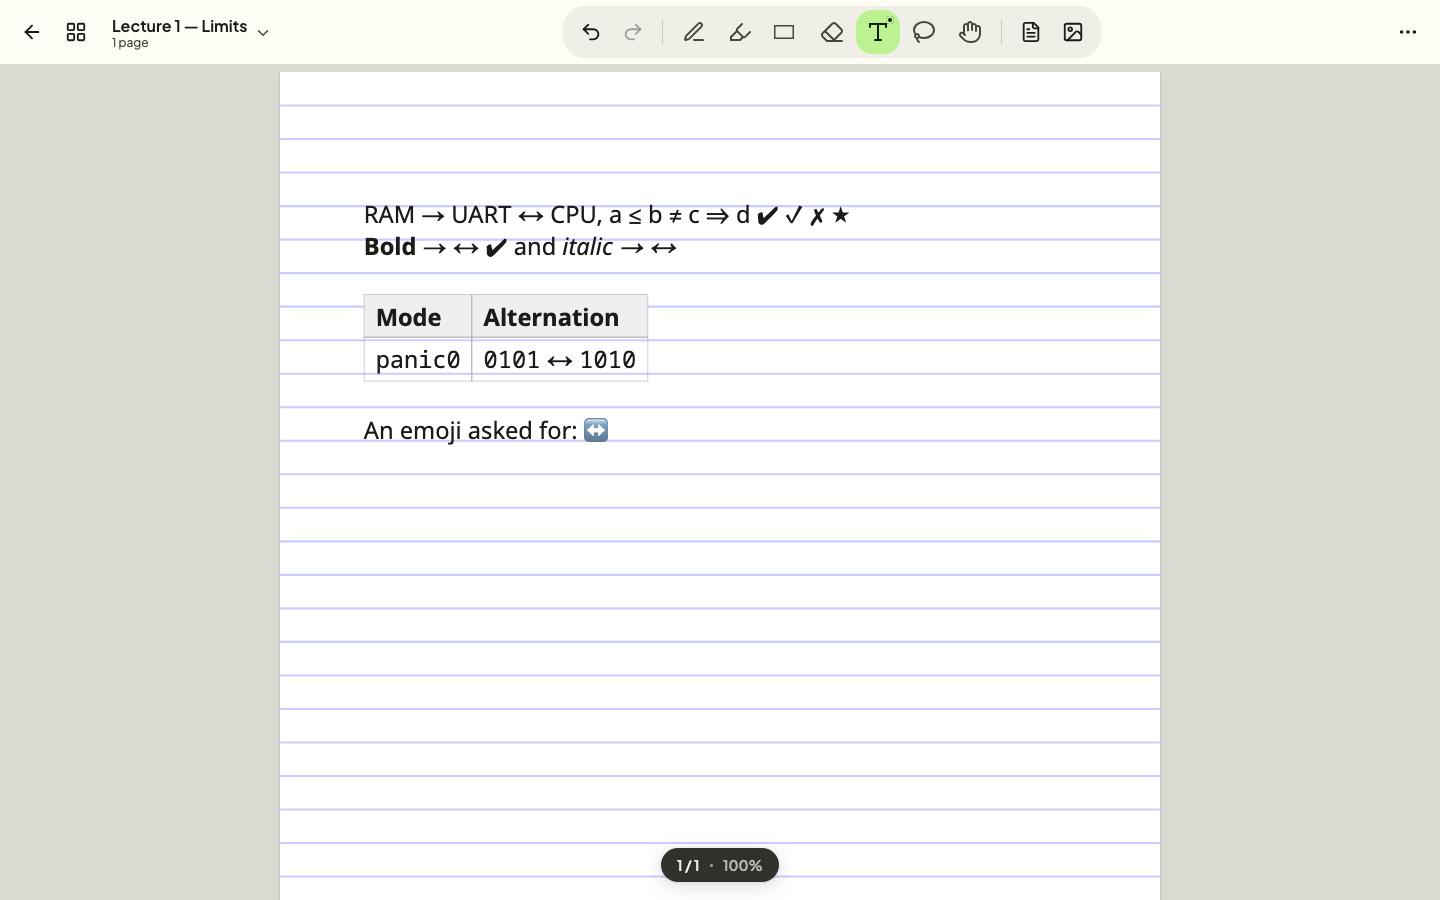 Lecture 1 — Limits
1 page
RAM → UART ↔ CPU, a ≤ b ≠ c ⇒ d ✔ ✓ ✗ ★
Bold → ↔ ✔ and italic → ↔
Mode Alternation
panic0 0101 ↔ 1010
An emoji asked for: ↔️
1 / 1 · 100%